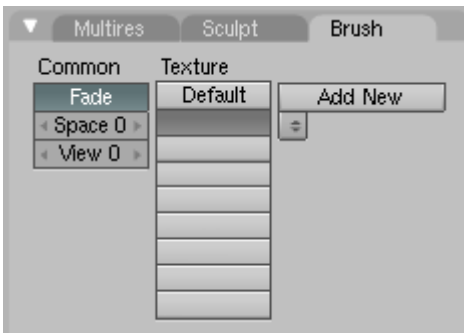 Multires Sculpt Brush
Common Texture
Fade Default Add New
Space 0
View 0